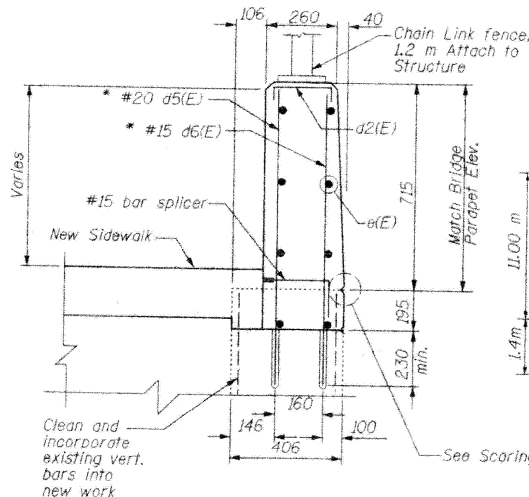 106 260 40
Chain Link fence,
1.2 m Attach to
Structure
* #20 d5(E)
* #15 d6(E)
d2(E)
Varies
#15 bar splicer
e(E)
715
Match Bridge
Parapet Elev.
11.00 m
New Sidewalk
195
230
min.
1.4m
160
146 100
406
Clean and
incorporate
existing vert.
bars into
new work
See Scoring